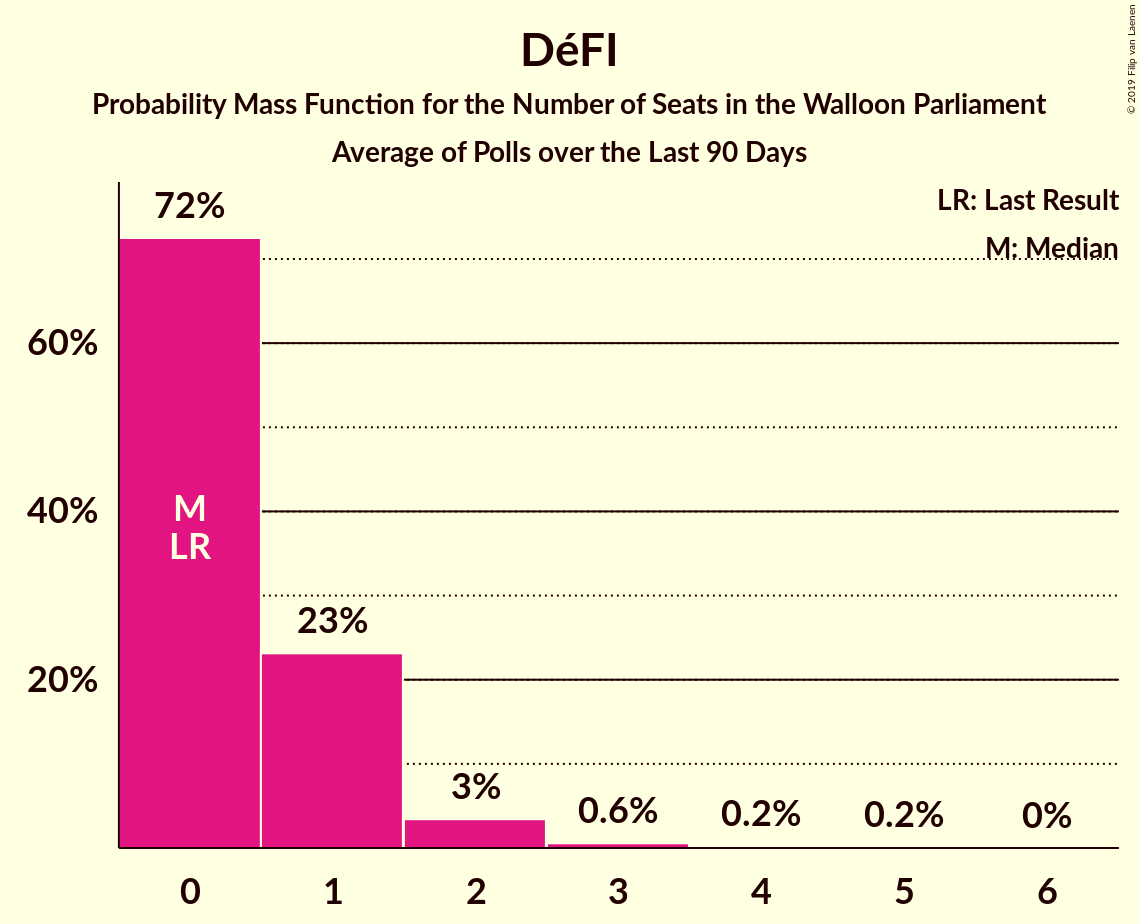 DéFI
Probability Mass Function for the Number of Seats in the Walloon Parliament
Average of Polls over the Last 90 Days
© 2019 Filip van Laenen
LR: Last Result
M: Median
72%
60%
M
40%
LR
23%
20%
3%
0.6%
0.2%
0.2%
0%
0 1 2 3 4 5 6